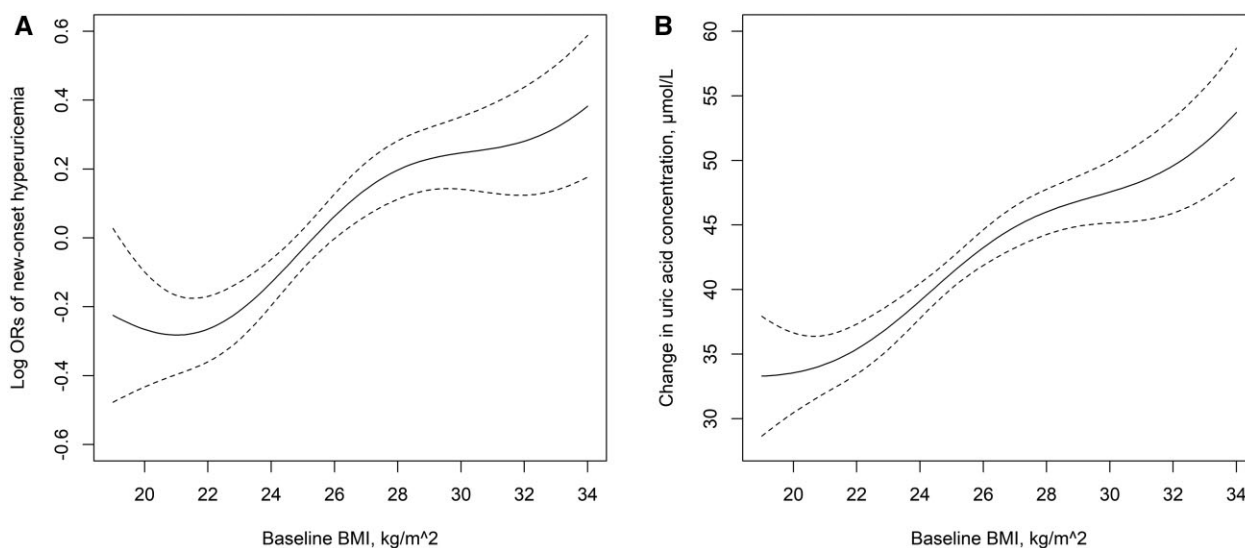 A
Log ORs of new-onset hyperuricemia
0.6
0.4
0.2
0.0
-0.2
-0.4
-0.6
20 22 24 26 28 30 32 34
Baseline BMI, kg/m^2
B
Change in uric acid concentration, μmol/L
60
55
50
45
40
35
30
20 22 24 26 28 30 32 34
Baseline BMI, kg/m^2